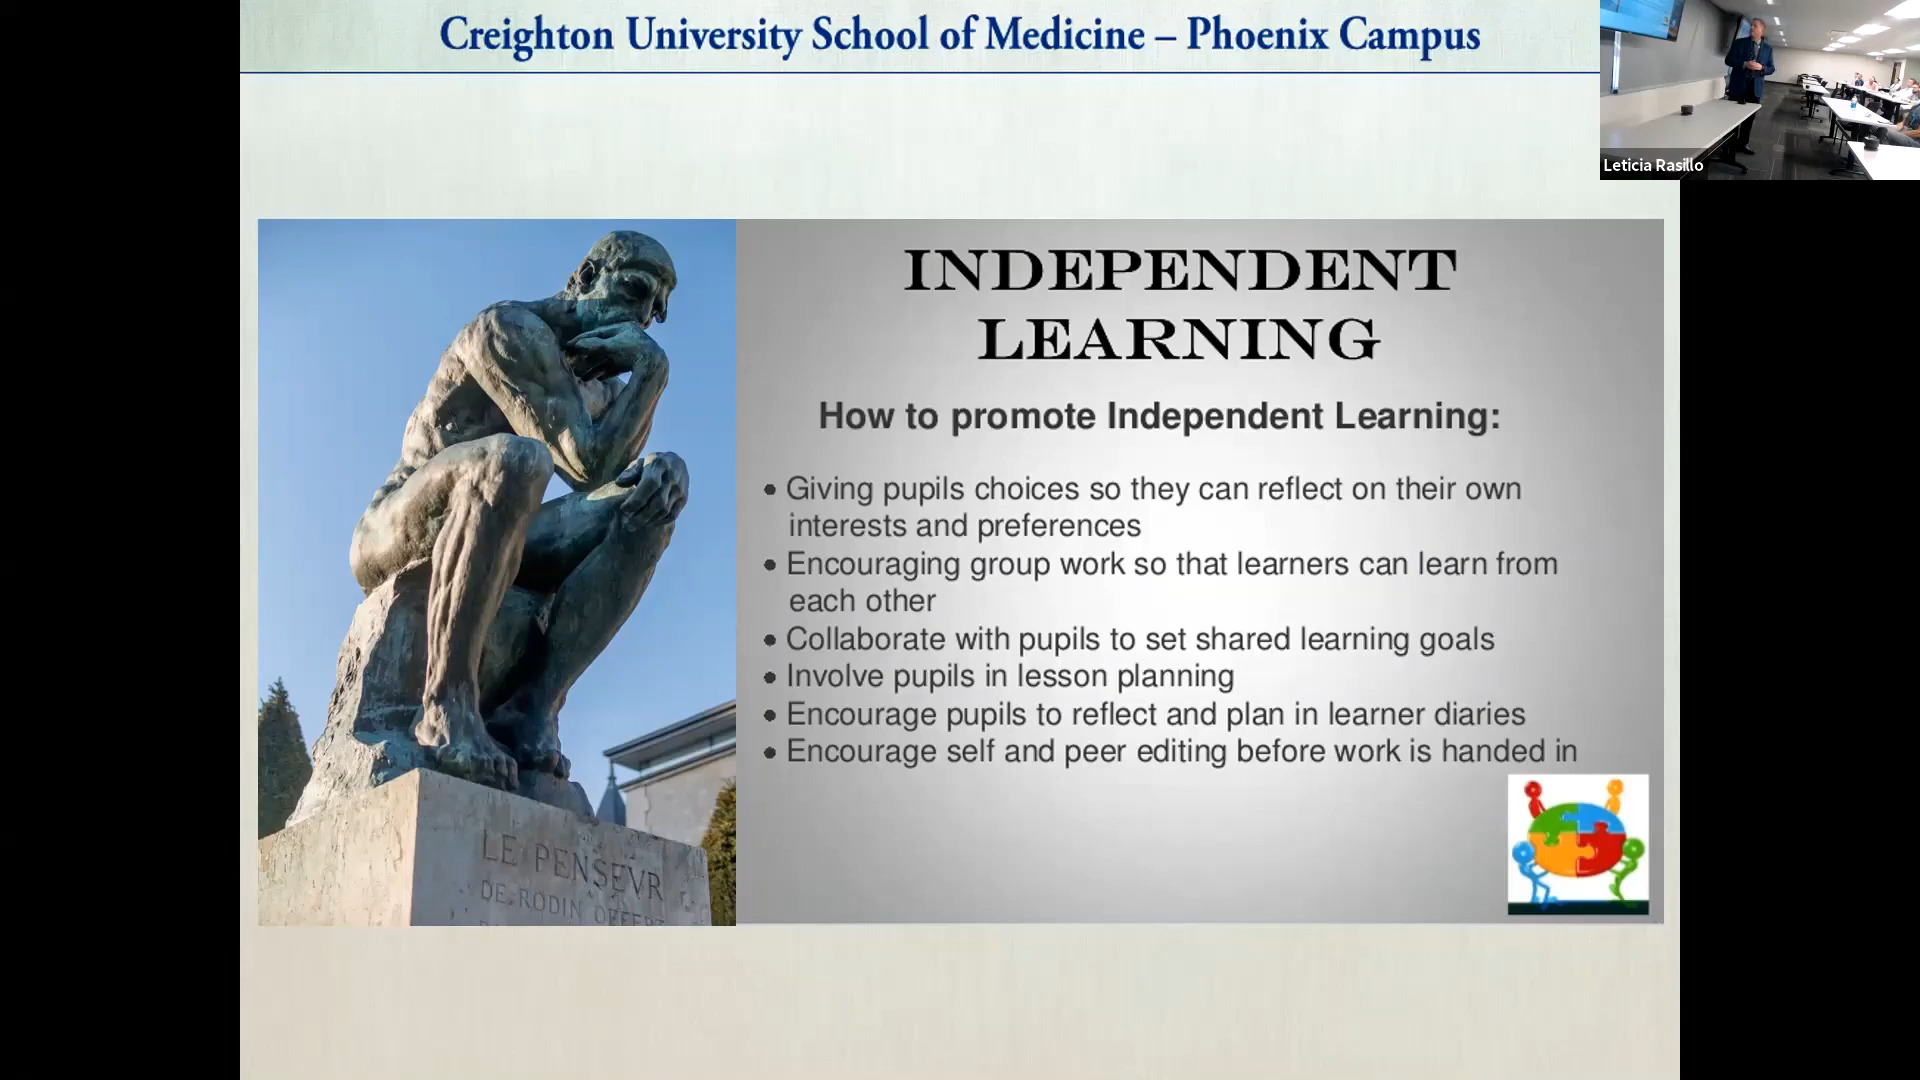 Creighton University School of Medicine – Phoenix Campus
Leticia Rasillo
INDEPENDENT
LEARNING
How to promote Independent Learning:
• Giving pupils choices so they can reflect on their own
interests and preferences
• Encouraging group work so that learners can learn from
each other
• Collaborate with pupils to set shared learning goals
• Involve pupils in lesson planning
• Encourage pupils to reflect and plan in learner diaries
• Encourage self and peer editing before work is handed in
LE PENSEVR
DE RODIN OFFERT